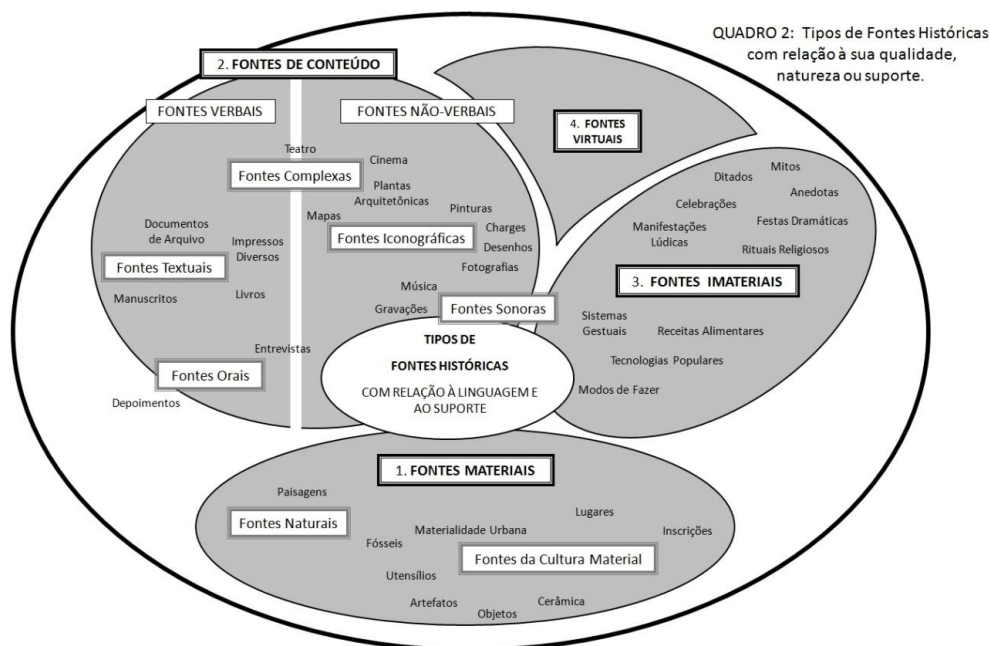 QUADRO 2: Tipos de Fontes Históricas
com relação à sua qualidade,
natureza ou suporte.
2. FONTES DE CONTEÚDO
FONTES VERBAIS
FONTES NÃO-VERBAIS
Teatro
Cinema
Fontes Complexas
Plantas
Arquitetônicas
Mapas
Pinturas
Documentos
de Arquivo
Impressos
Diversos
Fontes Iconográficas
Charges
Desenhos
Fontes Textuais
Fotografias
Manuscritos
Livros
Música
Gravações
Fontes Sonoras
Entrevistas
Fontes Orais
Depoimentos
4. FONTES
VIRTUAIS
Mitos
Ditados
Anedotas
Celebrações
Manifestações
Lúdicas
Festas Dramáticas
Rituais Religiosos
3. FONTES IMATERIAIS
Sistemas
Gestuais
Receitas Alimentares
Tecnologias Populares
Modos de Fazer
TIPOS DE
FONTES HISTÓRICAS
COM RELAÇÃO À LINGUAGEM E
AO SUPORTE
1. FONTES MATERIAIS
Paisagens
Lugares
Fontes Naturais
Materialidade Urbana
Inscrições
Fósseis
Fontes da Cultura Material
Utensílios
Artefatos
Objetos
Cerâmica